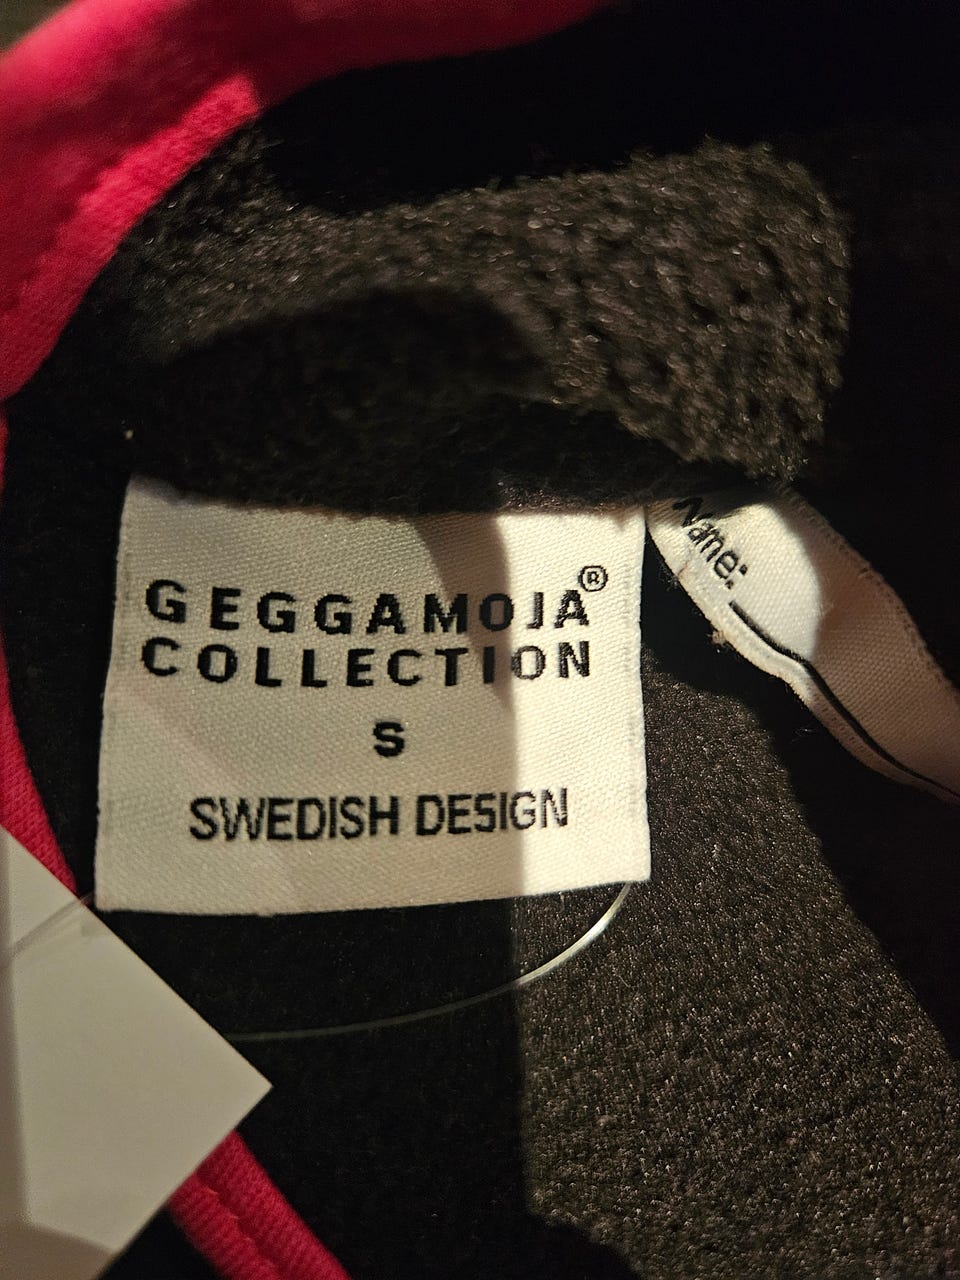 GEGGAMOJA®
COLLECTION
S
SWEDISH DESIGN
Name: